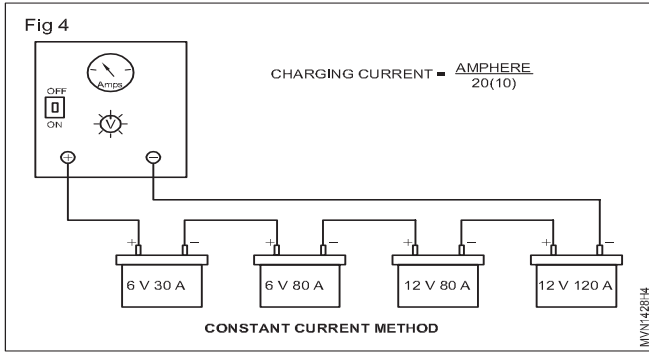 Fig 4
Amps
OFF
ON
V
+
−
CHARGING CURRENT = AMPHERE
20(10)
+ −
+ −
+ −
+ −
6 V 30 A
6 V 80 A
12 V 80 A
12 V 120 A
CONSTANT CURRENT METHOD
MVN1428H4